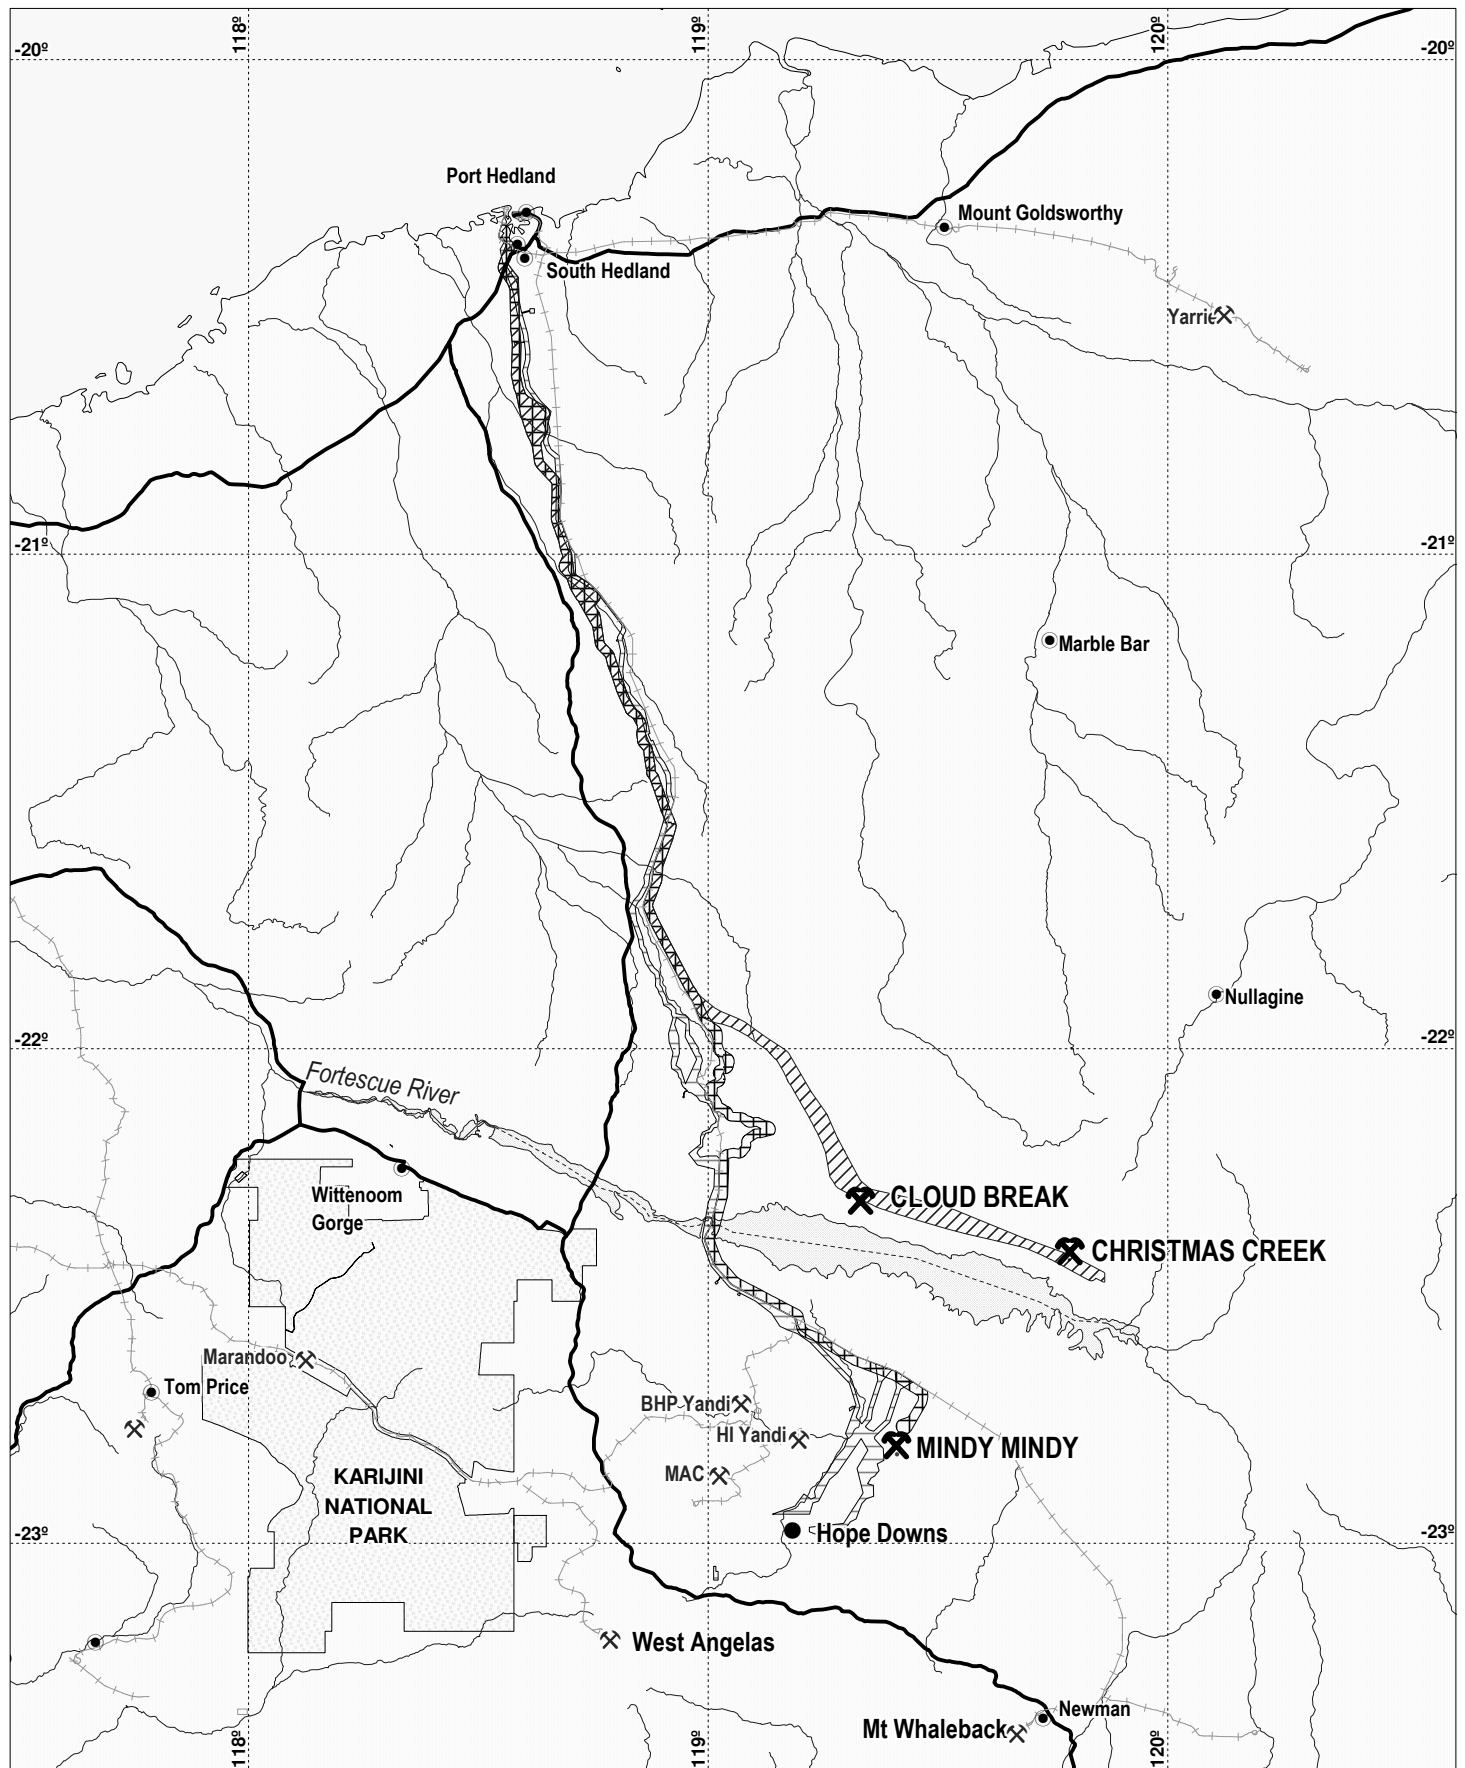 118º
119º
120º
-20º
-20º
Port Hedland
Mount Goldsworthy
South Hedland
Yarrie
-21º
-21º
Marble Bar
Nullagine
-22º
-22º
Fortescue River
Wittenoom
Gorge
CLOUD BREAK
CHRISTMAS CREEK
Marandoo
Tom Price
BHP Yandi
HI Yandi
MINDY MINDY
MAC
KARIJINI
NATIONAL
PARK
Hope Downs
-23º
-23º
West Angelas
Newman
Mt Whaleback
118º
119º
120º